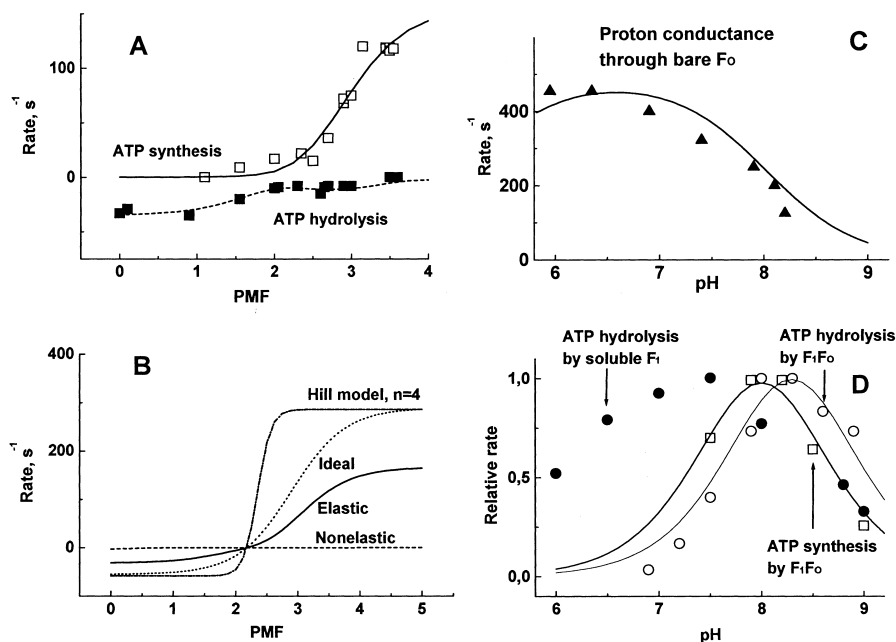 A
100
0
Rate, s⁻¹
ATP synthesis
ATP hydrolysis
0 1 2 3 4
PMF
C
Proton conductance
through bare Fo
400
200
0
Rate, s⁻¹
6 7 8 9
pH
B
400
200
0
Rate, s⁻¹
Hill model, n=4
Ideal
Elastic
Nonelastic
0 1 2 3 4 5
PMF
D
ATP hydrolysis
by soluble F₁
ATP hydrolysis
by F₁Fo
1,0
0,5
0,0
Relative rate
ATP synthesis
by F₁Fo
6 7 8 9
pH